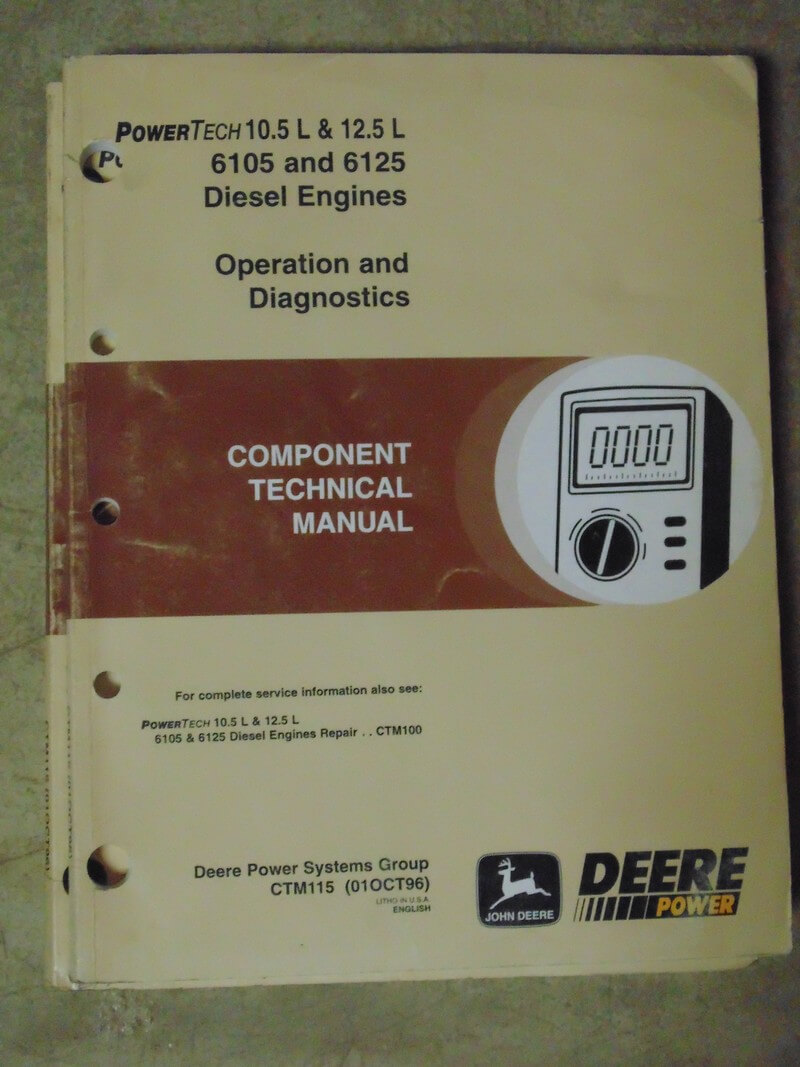 POWERTECH 10.5 L & 12.5 L
6105 and 6125
Diesel Engines
Operation and
Diagnostics
0000
COMPONENT
TECHNICAL
MANUAL
For complete service information also see:
POWERTECH 10.5 L & 12.5 L
6105 & 6125 Diesel Engines Repair . . CTM100
Deere Power Systems Group
CTM115 (01OCT96)
LITHO IN U.S.A.
ENGLISH
JOHN DEERE
DEERE
POWER